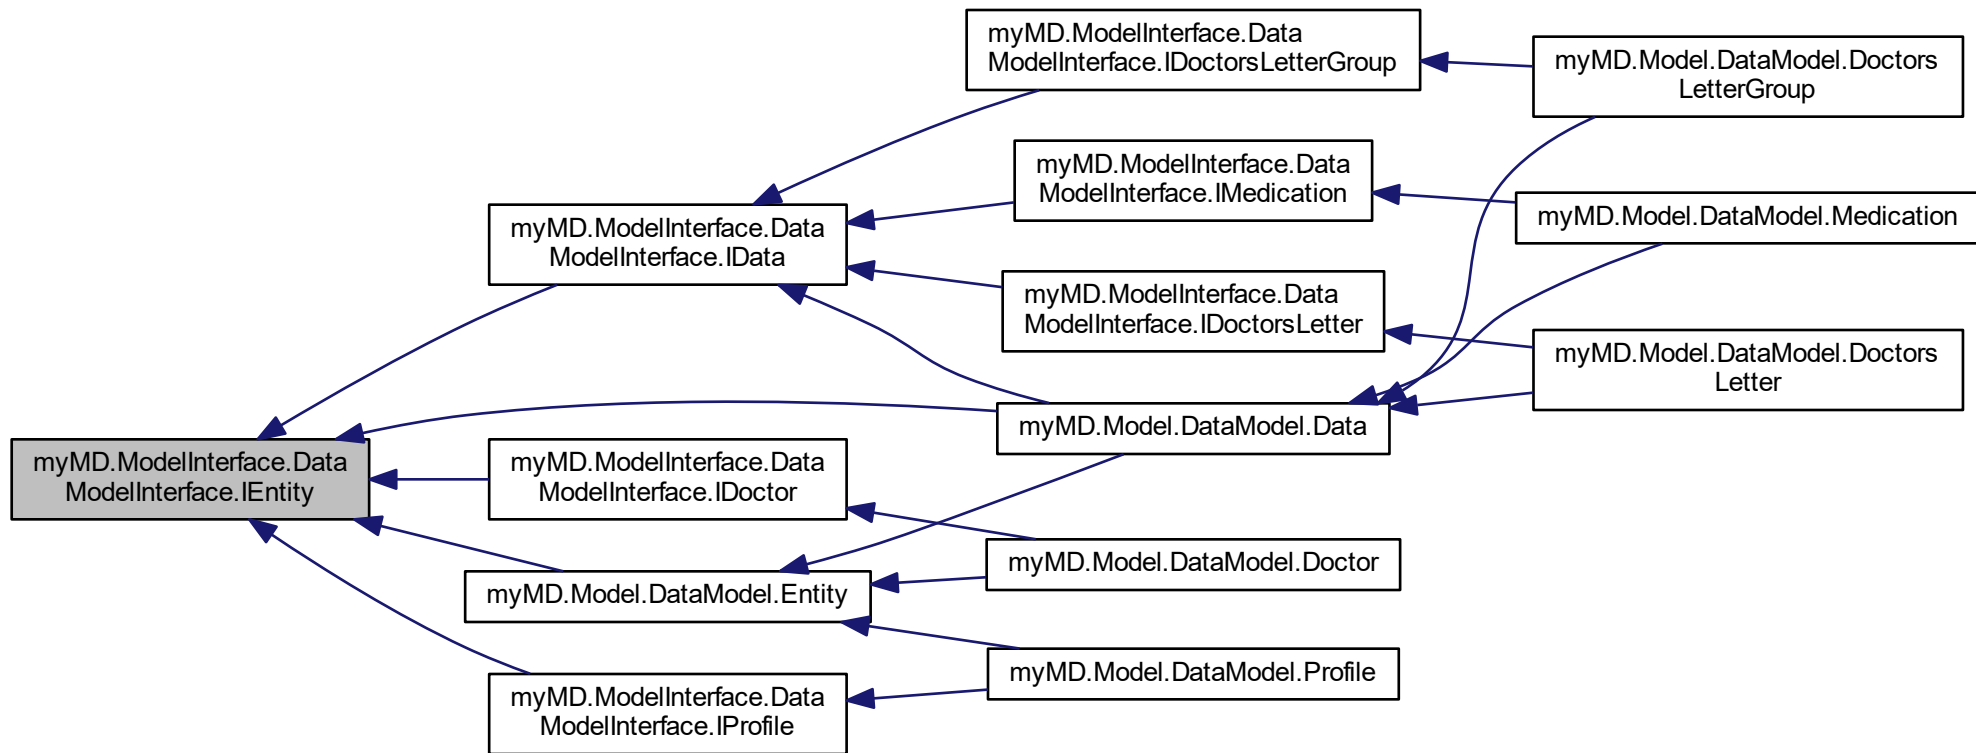 myMD.ModelInterface.Data
ModelInterface.IDoctorsLetterGroup
myMD.Model.DataModel.Doctors
LetterGroup
myMD.ModelInterface.Data
ModelInterface.IMedication
myMD.Model.DataModel.Medication
myMD.ModelInterface.Data
ModelInterface.IData
myMD.ModelInterface.Data
ModelInterface.IDoctorsLetter
myMD.Model.DataModel.Doctors
Letter
myMD.Model.DataModel.Data
myMD.ModelInterface.Data
ModelInterface.IEntity
myMD.ModelInterface.Data
ModelInterface.IDoctor
myMD.Model.DataModel.Doctor
myMD.Model.DataModel.Entity
myMD.Model.DataModel.Profile
myMD.ModelInterface.Data
ModelInterface.IProfile